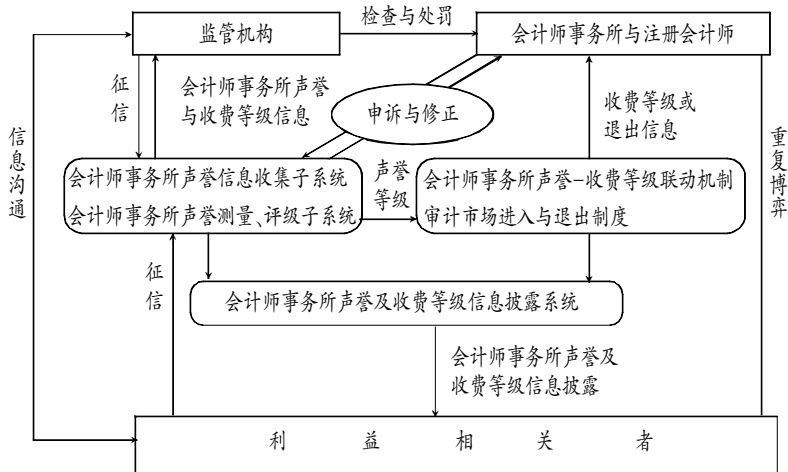 检查与处罚
监管机构
会计师事务所与注册会计师
征信
会计师事务所声誉
与收费等级信息
申诉与修正
收费等级或
退出信息
信息沟通
重复博弈
会计师事务所声誉信息收集子系统
会计师事务所声誉测量、评级子系统
声誉
等级
会计师事务所声誉-收费等级联动机制
审计市场进入与退出制度
征信
会计师事务所声誉及收费等级信息披露系统
会计师事务所声誉及
收费等级信息披露
利益相关者